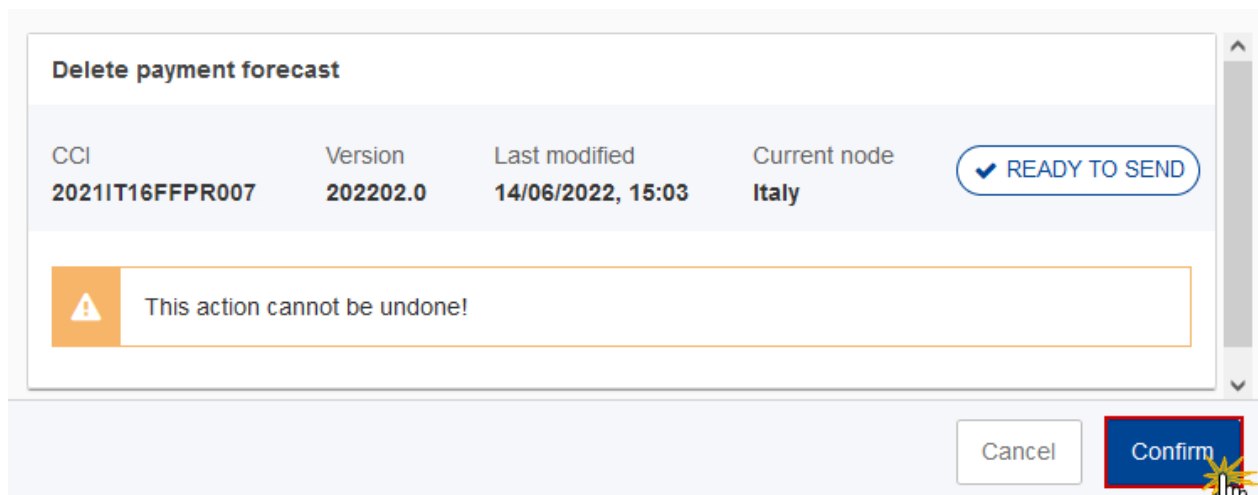 Delete payment forecast
CCI Version Last modified Current node
2021IT16FFPR007 202202.0 14/06/2022, 15:03 Italy READY TO SEND
This action cannot be undone!
Cancel Confirm